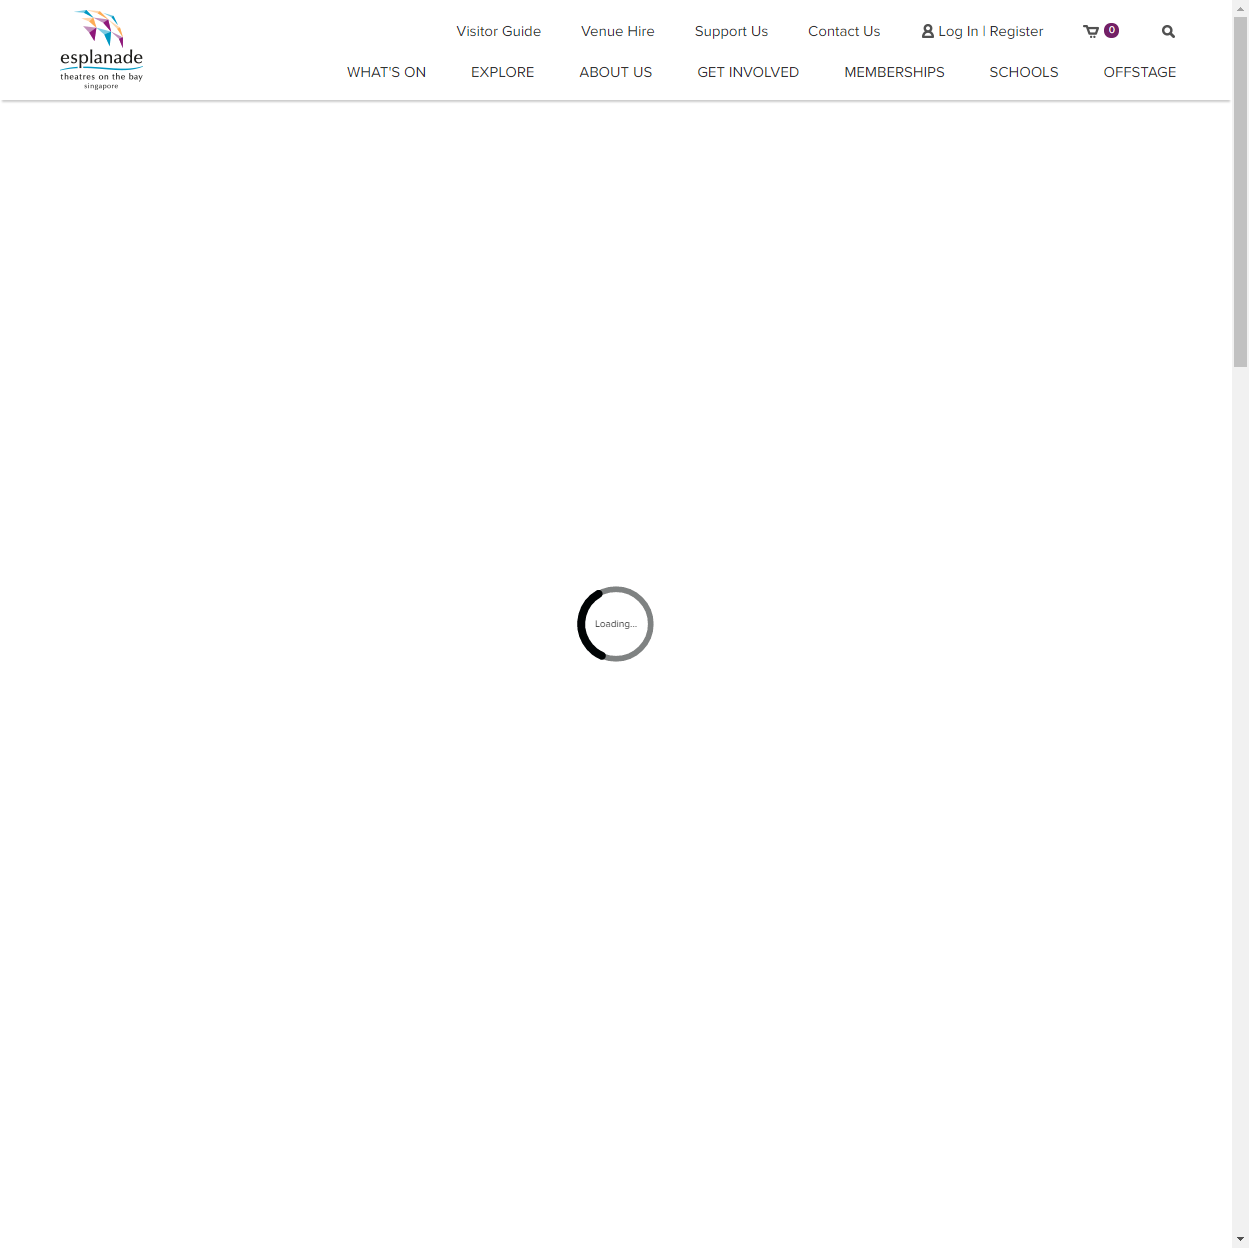 esplanade
theatres on the bay
singapore
Visitor Guide Venue Hire Support Us Contact Us Log In | Register 0
WHAT'S ON EXPLORE ABOUT US GET INVOLVED MEMBERSHIPS SCHOOLS OFFSTAGE
Loading...